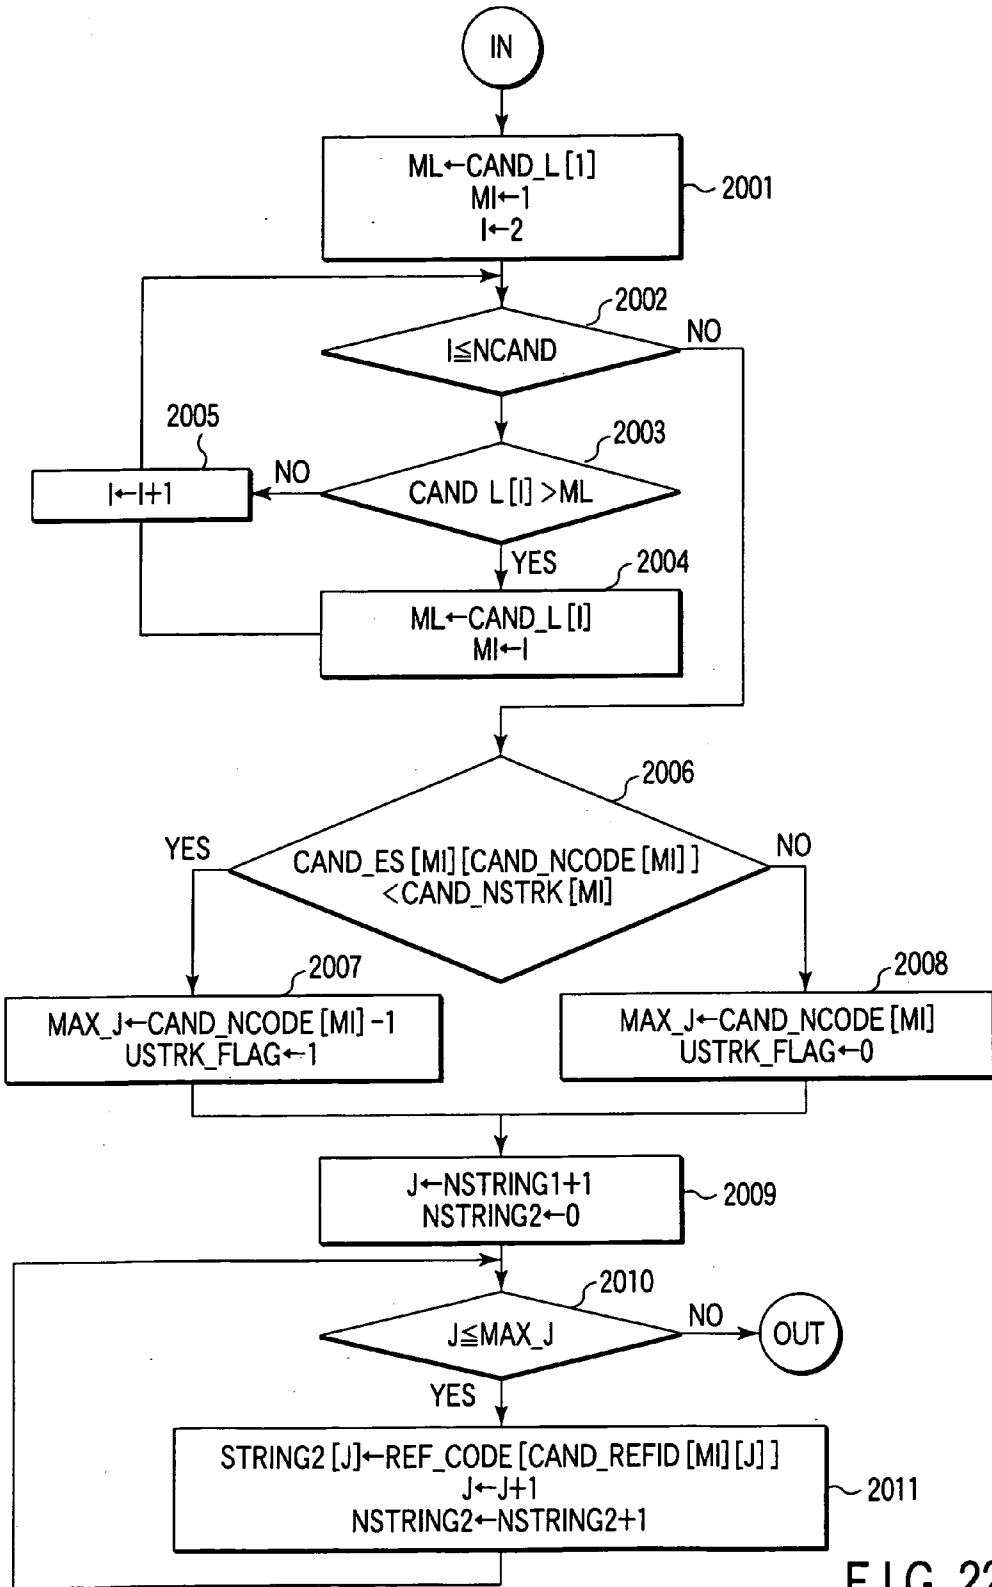 IN
ML←CAND_L[1]
MI←1
I←2
2001
2002
I≦NCAND
NO
2003
CAND L[I]>ML
NO
2005
I←I+1
YES
2004
ML←CAND_L[I]
MI←I
2006
CAND_ES[MI][CAND_NCODE[MI]]
<CAND_NSTRK[MI]
YES
NO
2007
MAX_J←CAND_NCODE[MI]-1
USTRK_FLAG←1
2008
MAX_J←CAND_NCODE[MI]
USTRK_FLAG←0
J←NSTRING1+1
NSTRING2←0
2009
2010
J≦MAX_J
NO
OUT
YES
STRING2[J]←REF_CODE[CAND_REFID[MI][J]]
J←J+1
NSTRING2←NSTRING2+1
2011
FIG. 22